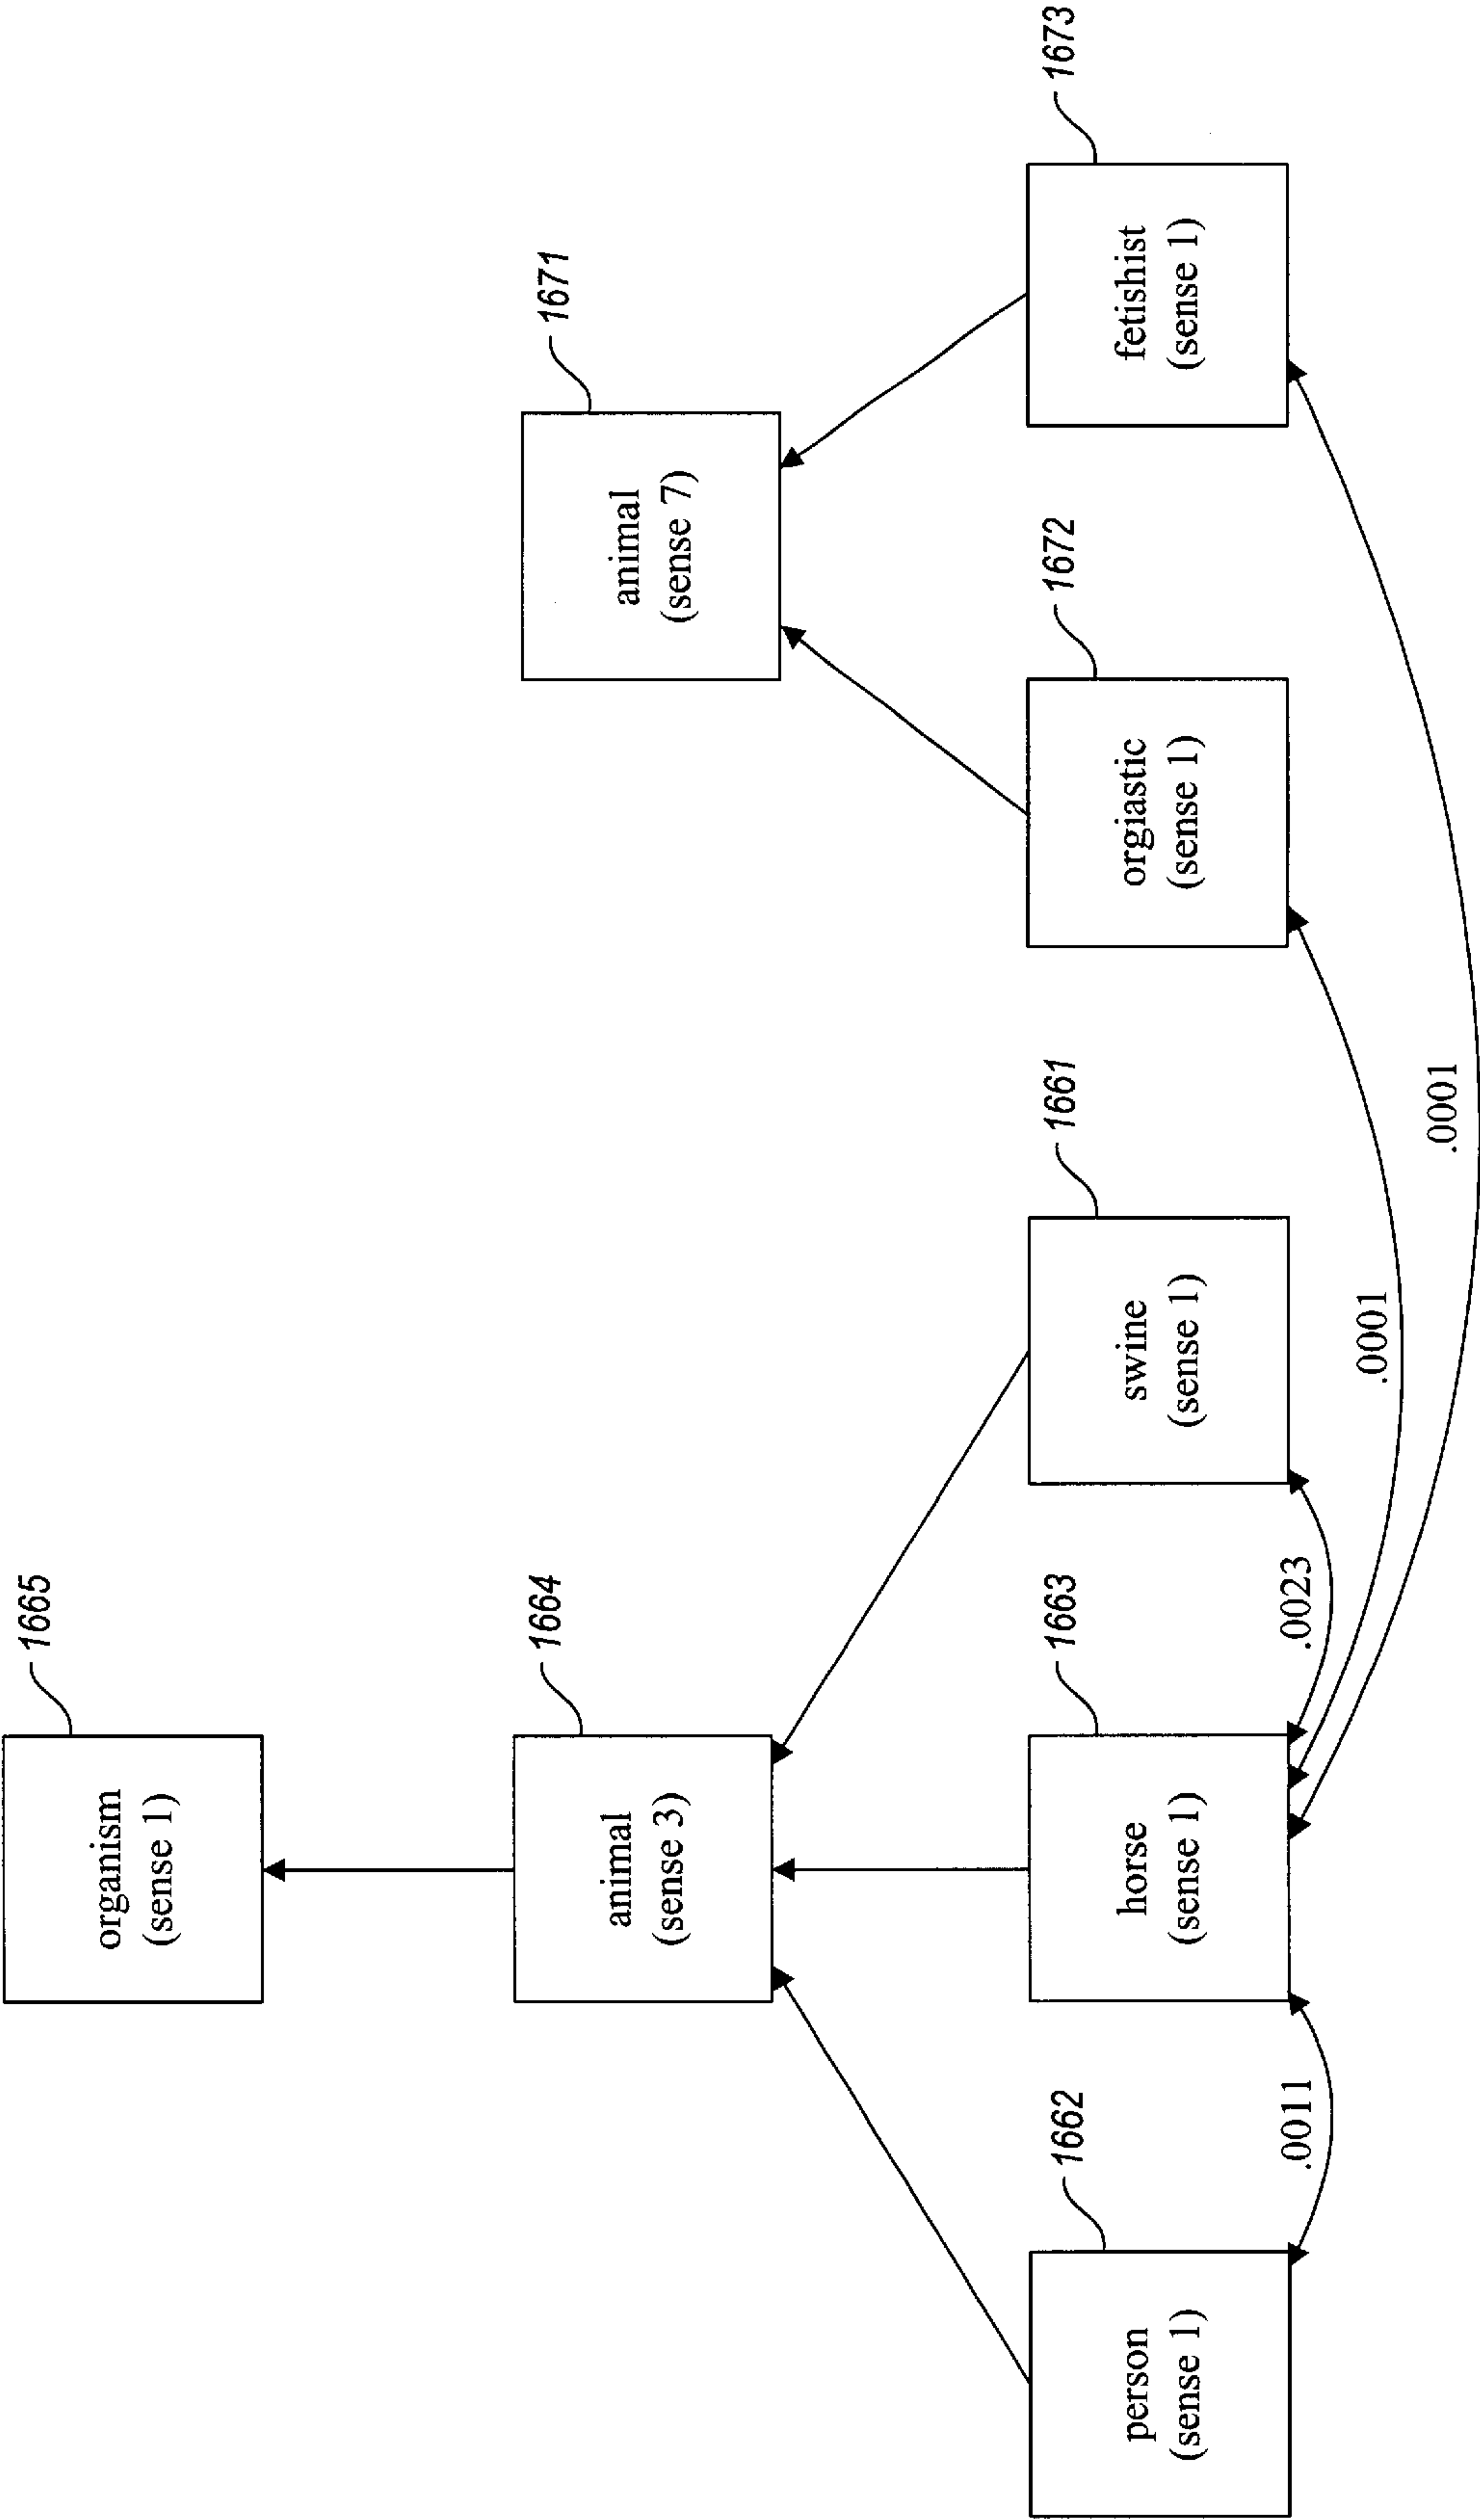 1665
organism
(sense 1)
1664
animal
(sense 3)
1671
animal
(sense 7)
1662
person
(sense 1)
1663
horse
(sense 1)
1661
swine
(sense 1)
1672
orgiastic
(sense 1)
1673
fetishist
(sense 1)
.0011
.0023
.0001
.0001